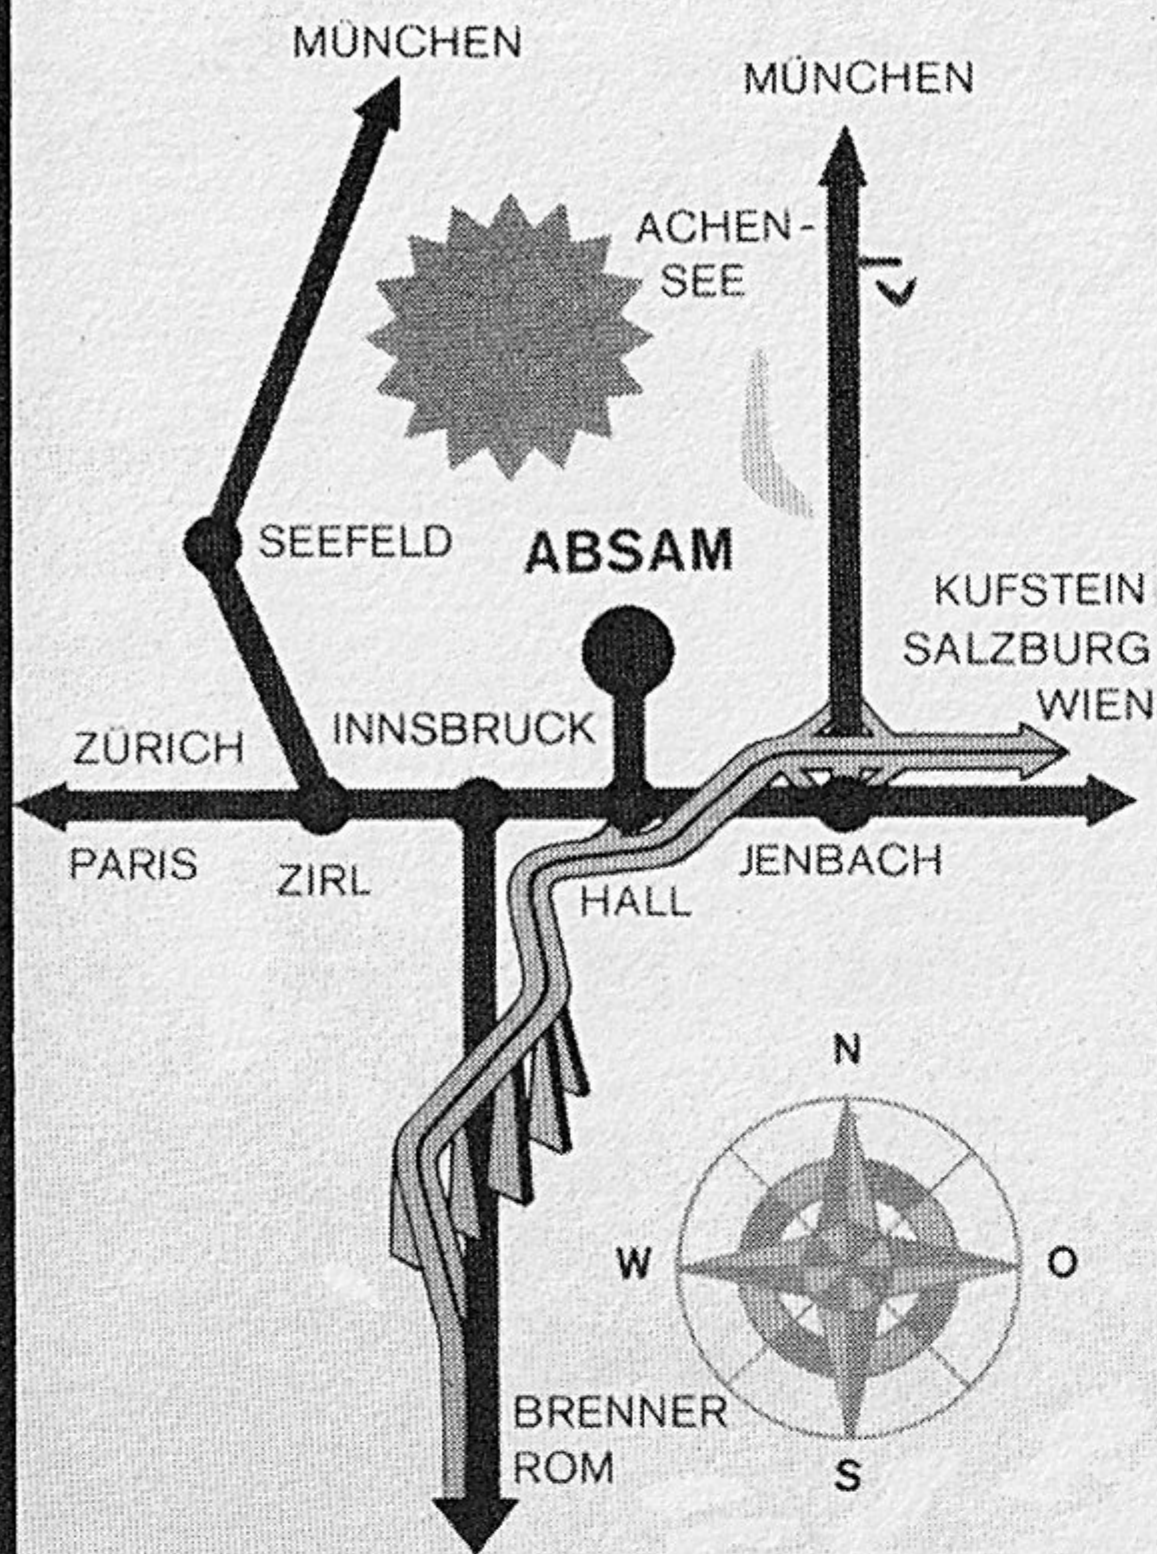 MÜNCHEN
MÜNCHEN
ACHEN-
SEE
SEEFELD
ABSAM
KUFSTEIN
SALZBURG
WIEN
INNSBRUCK
ZÜRICH
PARIS
ZIRL
JENBACH
HALL
N
W
O
S
BRENNER
ROM